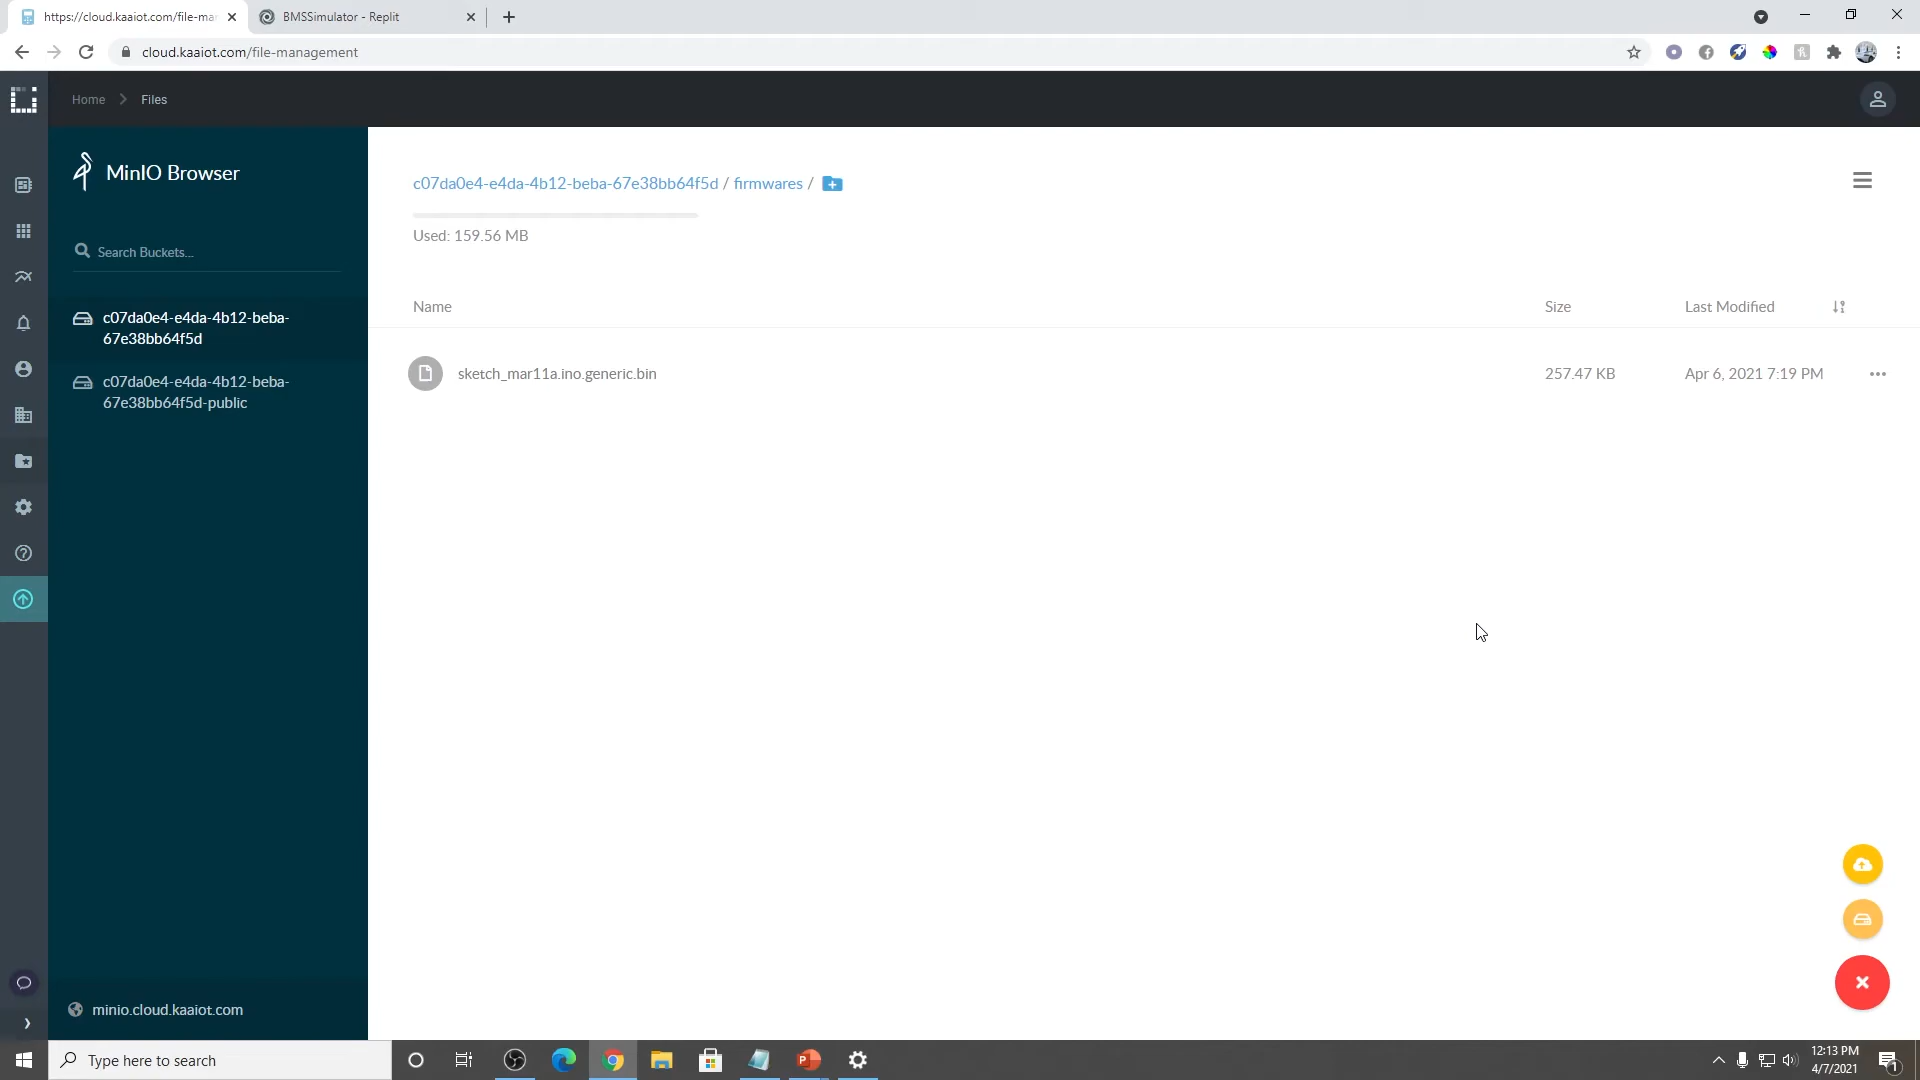 https://cloud.kaaiot.com/file-mar
BMSSimulator - Replit
cloud.kaaiot.com/file-management
Home
Files
MinIO Browser
Search Buckets...
c07da0e4-e4da-4b12-beba-
67e38bb64f5d
c07da0e4-e4da-4b12-beba-
67e38bb64f5d-public
minio.cloud.kaaiot.com
c07da0e4-e4da-4b12-beba-67e38bb64f5d / firmwares /
Used: 159.56 MB
Name Size Last Modified
sketch_mar11a.ino.generic.bin 257.47 KB Apr 6, 2021 7:19 PM
Type here to search
12:13 PM
4/7/2021
1